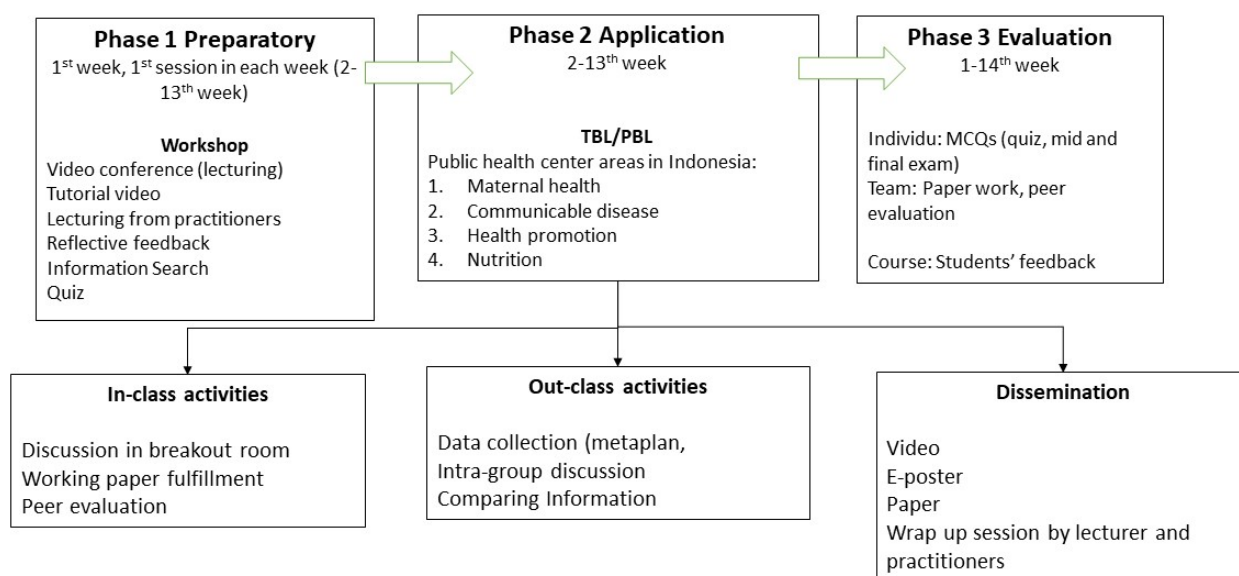 Phase 1 Preparatory
1st week, 1st session in each week (2-
13th week)
Workshop
Video conference (lecturing)
Tutorial video
Lecturing from practitioners
Reflective feedback
Information Search
Quiz
Phase 2 Application
2-13th week
TBL/PBL
Public health center areas in Indonesia:
1. Maternal health
2. Communicable disease
3. Health promotion
4. Nutrition
Phase 3 Evaluation
1-14th week
Individu: MCQs (quiz, mid and
final exam)
Team: Paper work, peer
evaluation
Course: Students' feedback
In-class activities
Discussion in breakout room
Working paper fulfillment
Peer evaluation
Out-class activities
Data collection (metaplan,
Intra-group discussion
Comparing Information
Dissemination
Video
E-poster
Paper
Wrap up session by lecturer and
practitioners